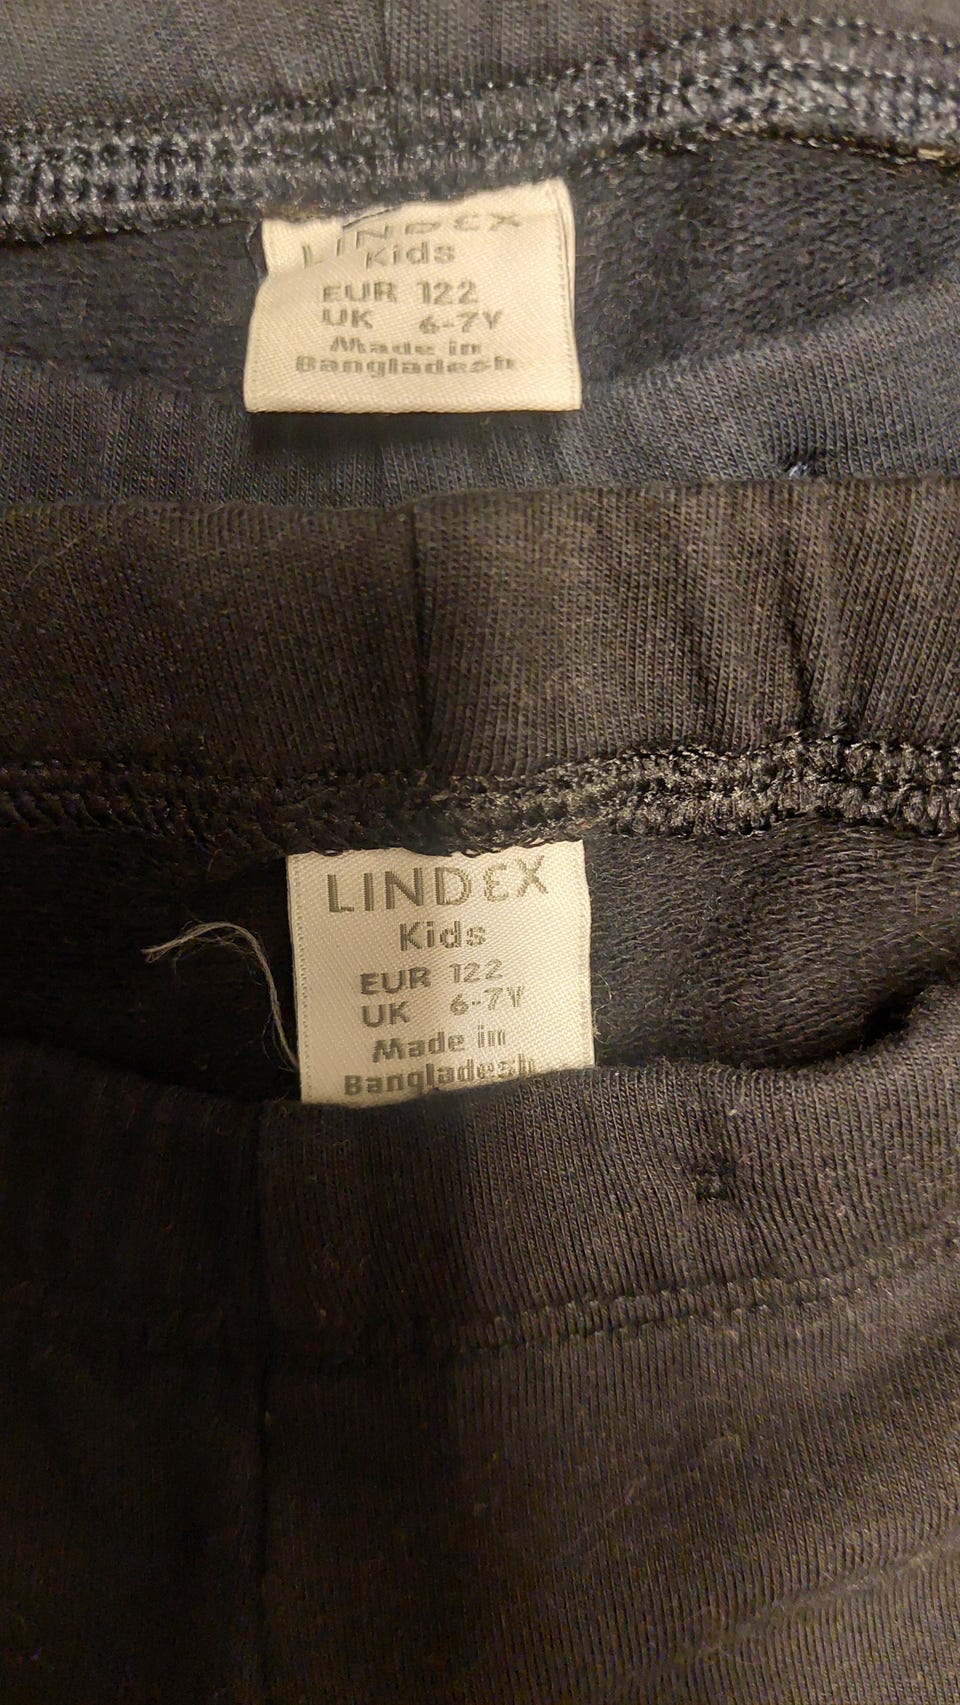 LINDEX
Kids
EUR 122
UK 6-7Y
Made in
Bangladesh
LINDEX
Kids
EUR 122
UK 6-7Y
Made in
Bangladesh